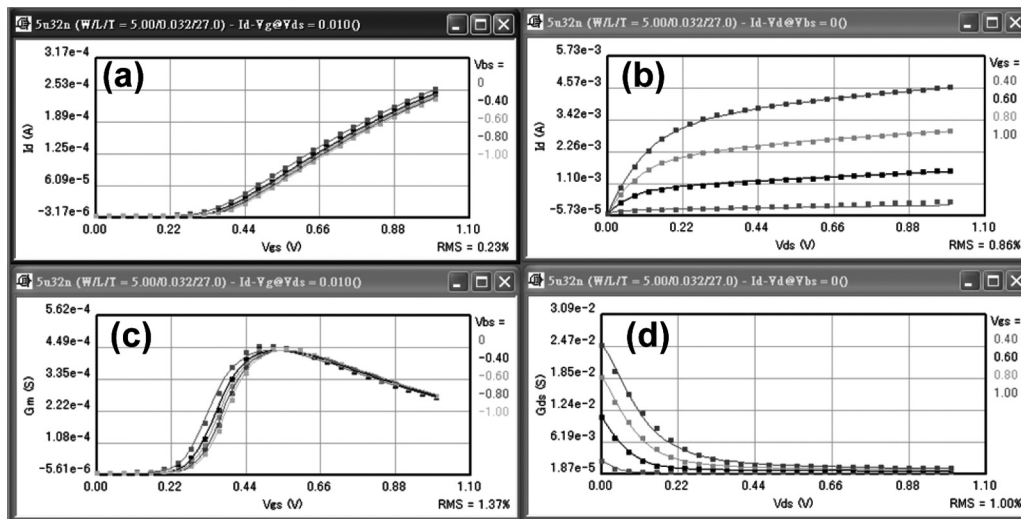 5u32n (W/L/T = 5.00/0.032/27.0) - Id-Vg@Vds = 0.010()
(a)
3.17e-4
2.53e-4
1.89e-4
1.25e-4
6.09e-5
-3.17e-6
Id (A)
0.00 0.22 0.44 0.66 0.88 1.10
Vgs (V)
Vbs =
0
-0.40
-0.60
-0.80
-1.00
RMS = 0.23%
5u32n (W/L/T = 5.00/0.032/27.0) - Id-Vd@Vbs = 0()
(b)
5.73e-3
4.57e-3
3.42e-3
2.26e-3
1.10e-3
-5.73e-5
Id (A)
0.00 0.22 0.44 0.66 0.88 1.10
Vds (V)
Vgs =
0.40
0.60
0.80
1.00
RMS = 0.86%
5u32n (W/L/T = 5.00/0.032/27.0) - Id-Vg@Vds = 0.010()
(c)
5.62e-4
4.49e-4
3.35e-4
2.22e-4
1.08e-4
-5.61e-6
Gm (S)
0.00 0.22 0.44 0.66 0.88 1.10
Vgs (V)
Vbs =
0
-0.40
-0.60
-0.80
-1.00
RMS = 1.37%
5u32n (W/L/T = 5.00/0.032/27.0) - Id-Vd@Vbs = 0()
(d)
3.09e-2
2.47e-2
1.85e-2
1.24e-2
6.19e-3
1.87e-5
Gds (S)
0.00 0.22 0.44 0.66 0.88 1.10
Vds (V)
Vgs =
0.40
0.60
0.80
1.00
RMS = 1.00%